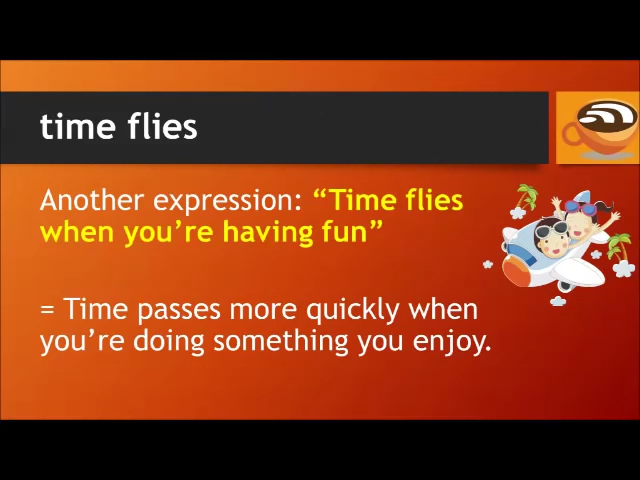 time flies
Another expression: “Time flies
when you’re having fun”
= Time passes more quickly when
you’re doing something you enjoy.